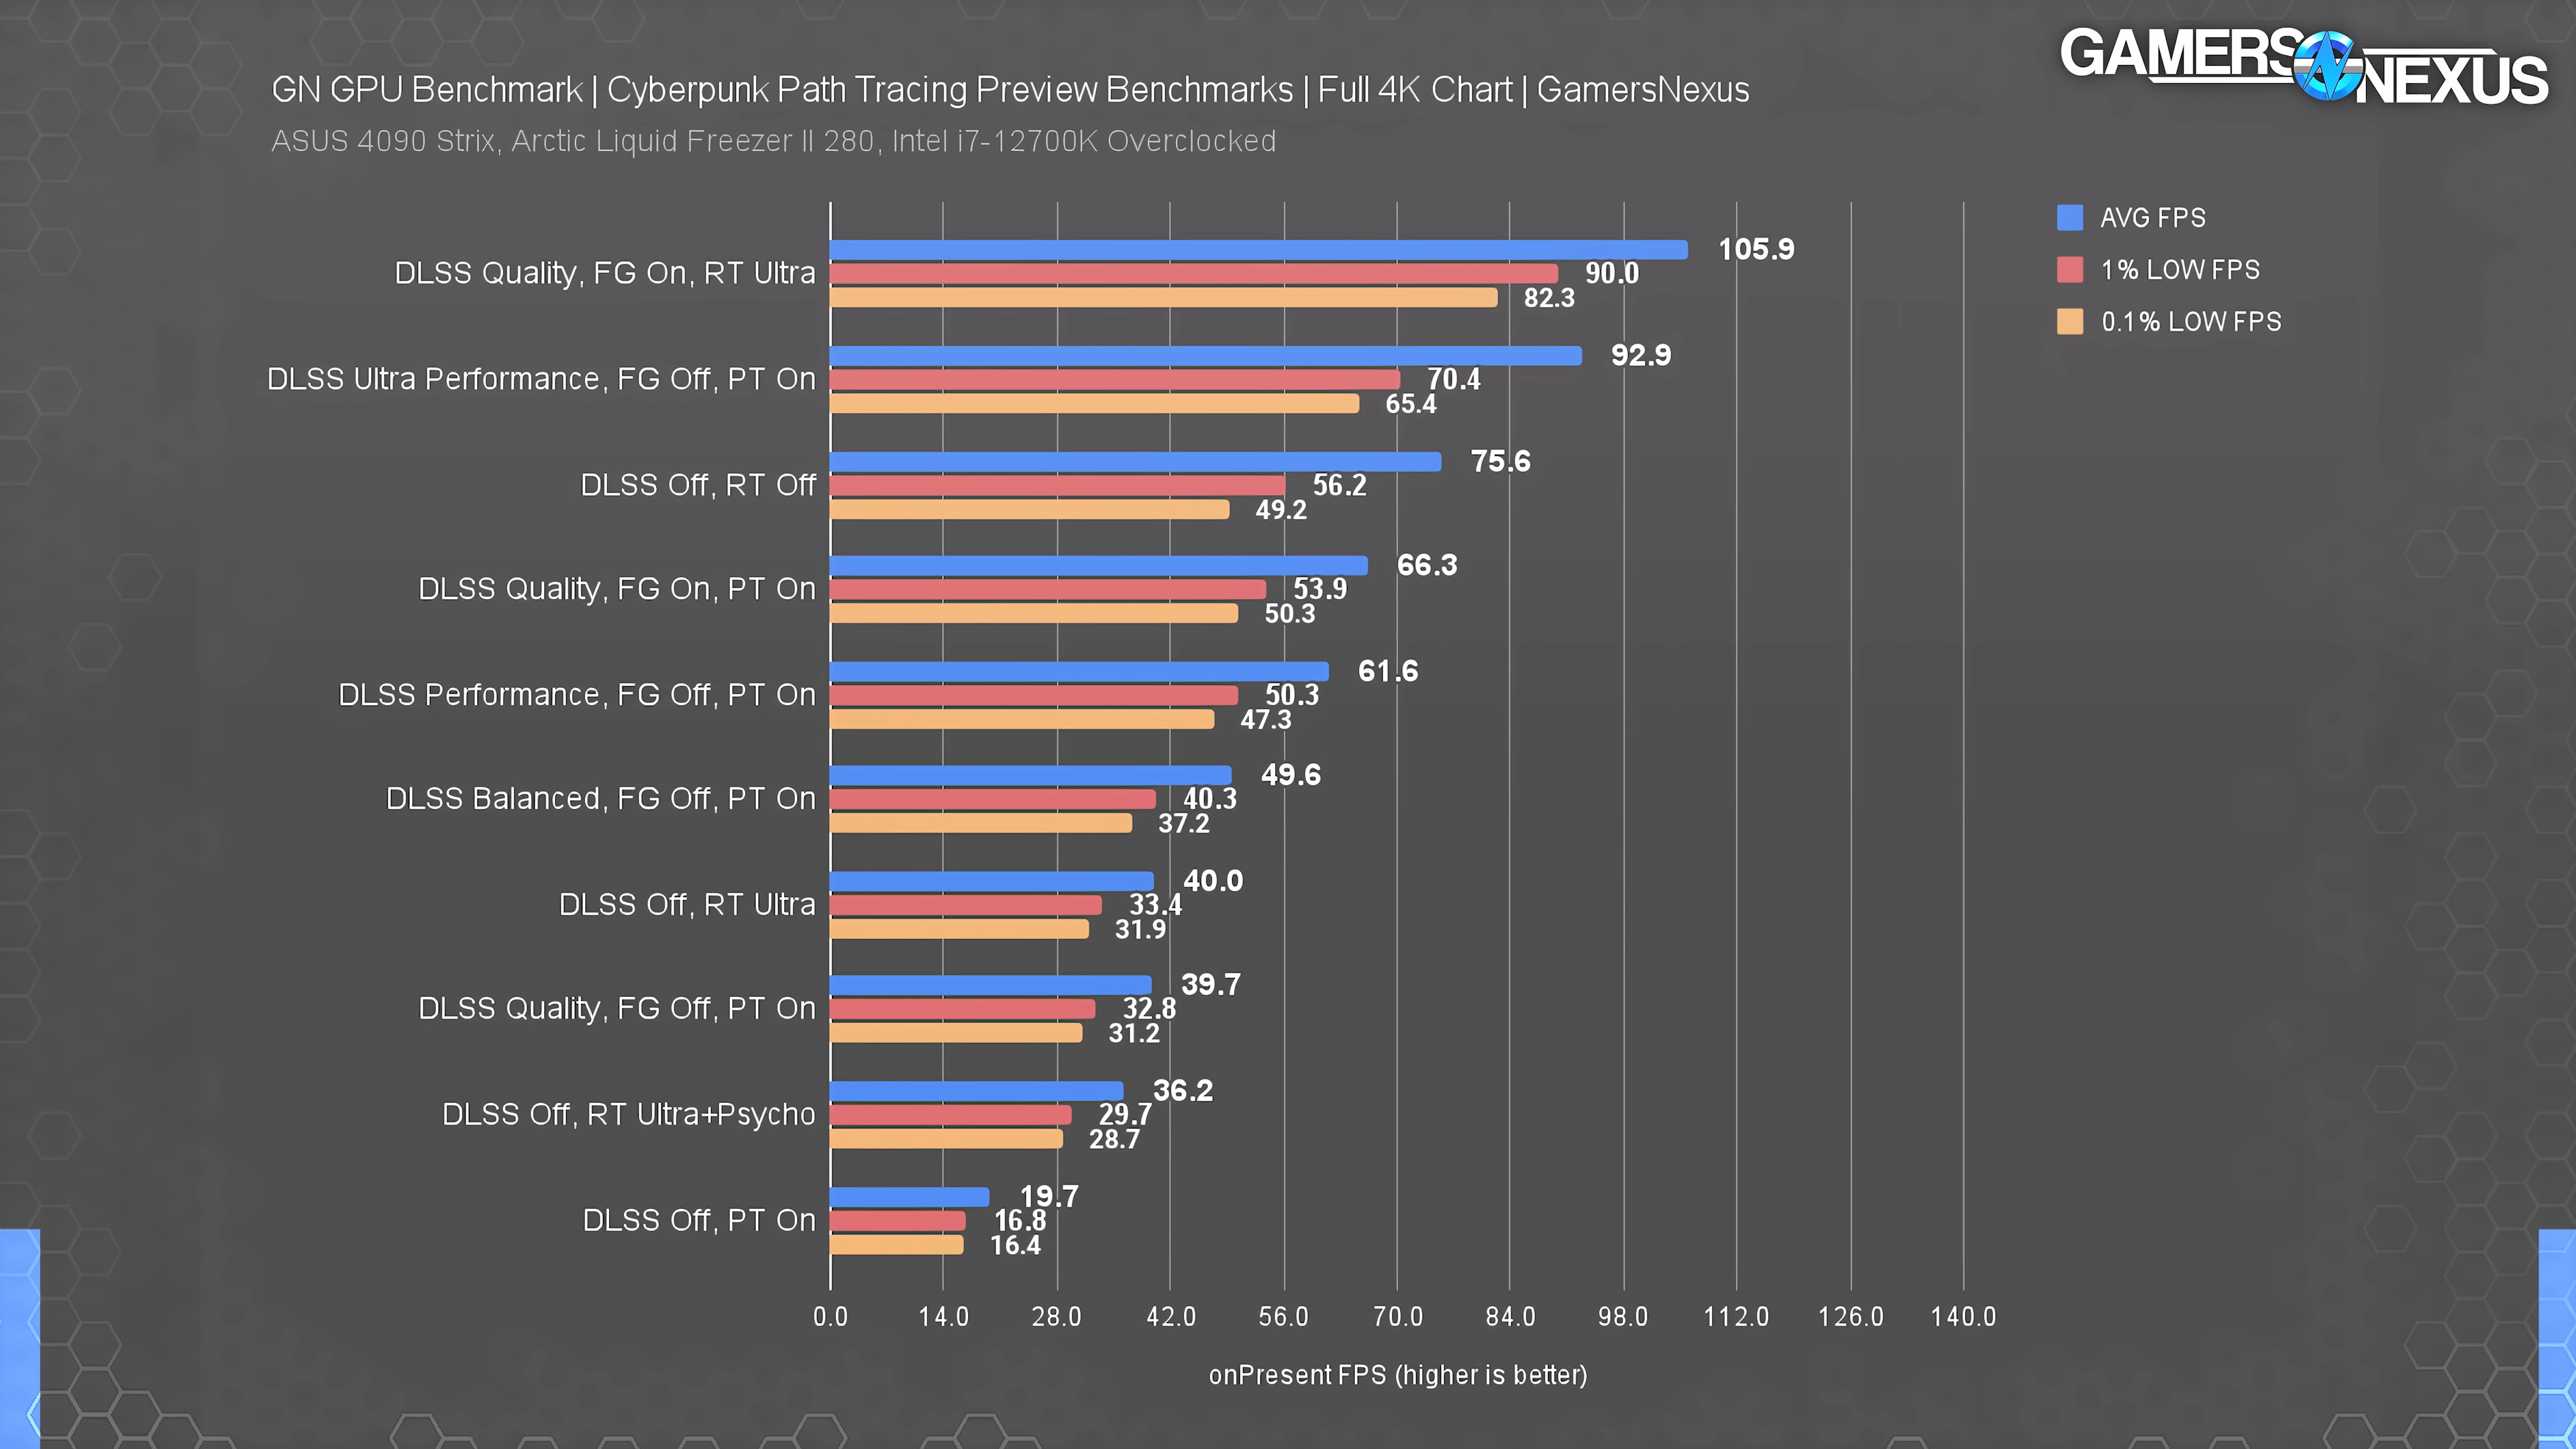 GAMERS NEXUS
GN GPU Benchmark | Cyberpunk Path Tracing Preview Benchmarks | Full 4K Chart | GamersNexus
ASUS 4090 Strix, Arctic Liquid Freezer II 280, Intel i7-12700K Overclocked
AVG FPS
1% LOW FPS
0.1% LOW FPS
DLSS Quality, FG On, RT Ultra
105.9
90.0
82.3
DLSS Ultra Performance, FG Off, PT On
92.9
70.4
65.4
DLSS Off, RT Off
75.6
56.2
49.2
DLSS Quality, FG On, PT On
66.3
53.9
50.3
DLSS Performance, FG Off, PT On
61.6
50.3
47.3
DLSS Balanced, FG Off, PT On
49.6
40.3
37.2
DLSS Off, RT Ultra
40.0
33.4
31.9
DLSS Quality, FG Off, PT On
39.7
32.8
31.2
DLSS Off, RT Ultra+Psycho
36.2
29.7
28.7
DLSS Off, PT On
19.7
16.8
16.4
0.0 14.0 28.0 42.0 56.0 70.0 84.0 98.0 112.0 126.0 140.0
onPresent FPS (higher is better)